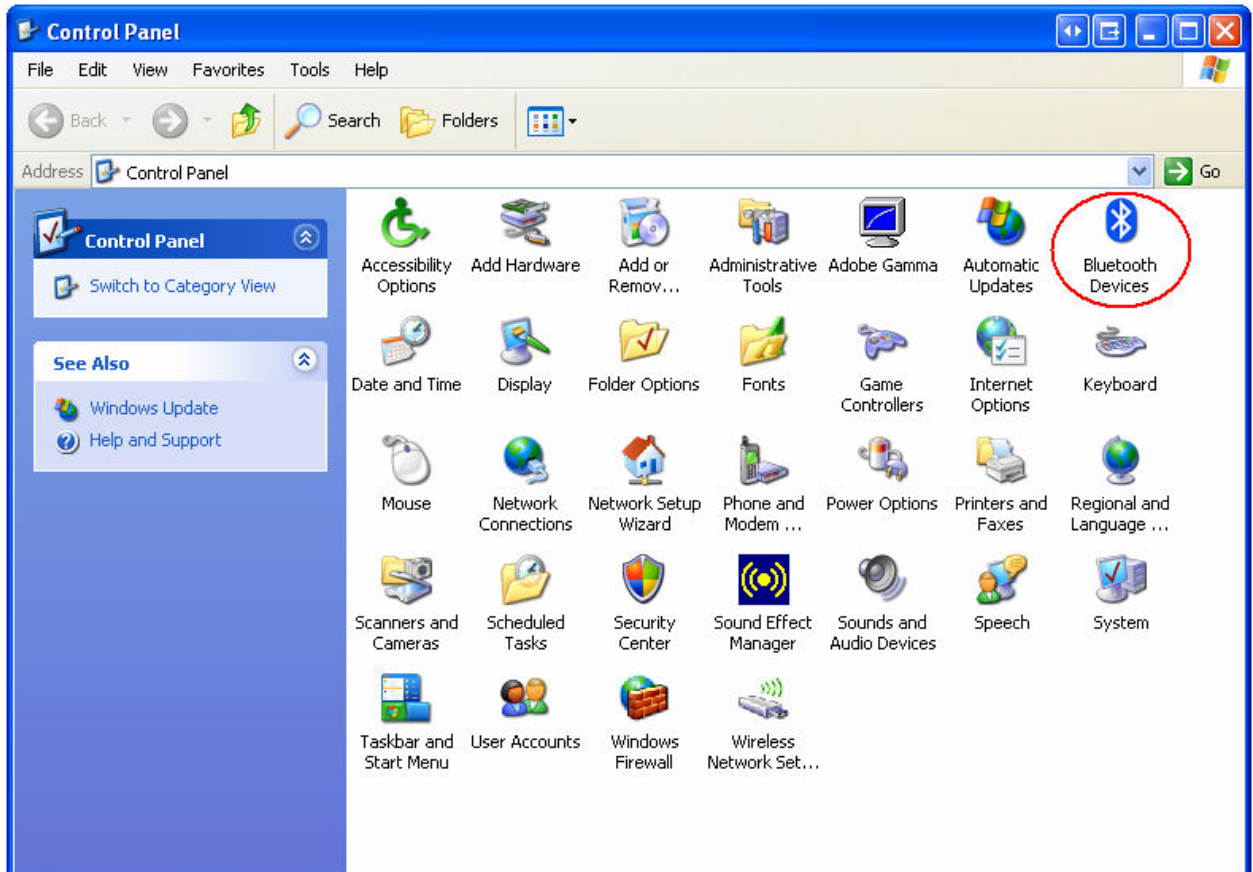 Control Panel
File Edit View Favorites Tools Help
Back Search Folders
Address Control Panel Go
Control Panel
Switch to Category View
See Also
Windows Update
Help and Support
Accessibility Options
Add Hardware
Add or Remov...
Administrative Tools
Adobe Gamma
Automatic Updates
Bluetooth Devices
Date and Time
Display
Folder Options
Fonts
Game Controllers
Internet Options
Keyboard
Mouse
Network Connections
Network Setup Wizard
Phone and Modem ...
Power Options
Printers and Faxes
Regional and Language ...
Scanners and Cameras
Scheduled Tasks
Security Center
Sound Effect Manager
Sounds and Audio Devices
Speech
System
Taskbar and Start Menu
User Accounts
Windows Firewall
Wireless Network Set...